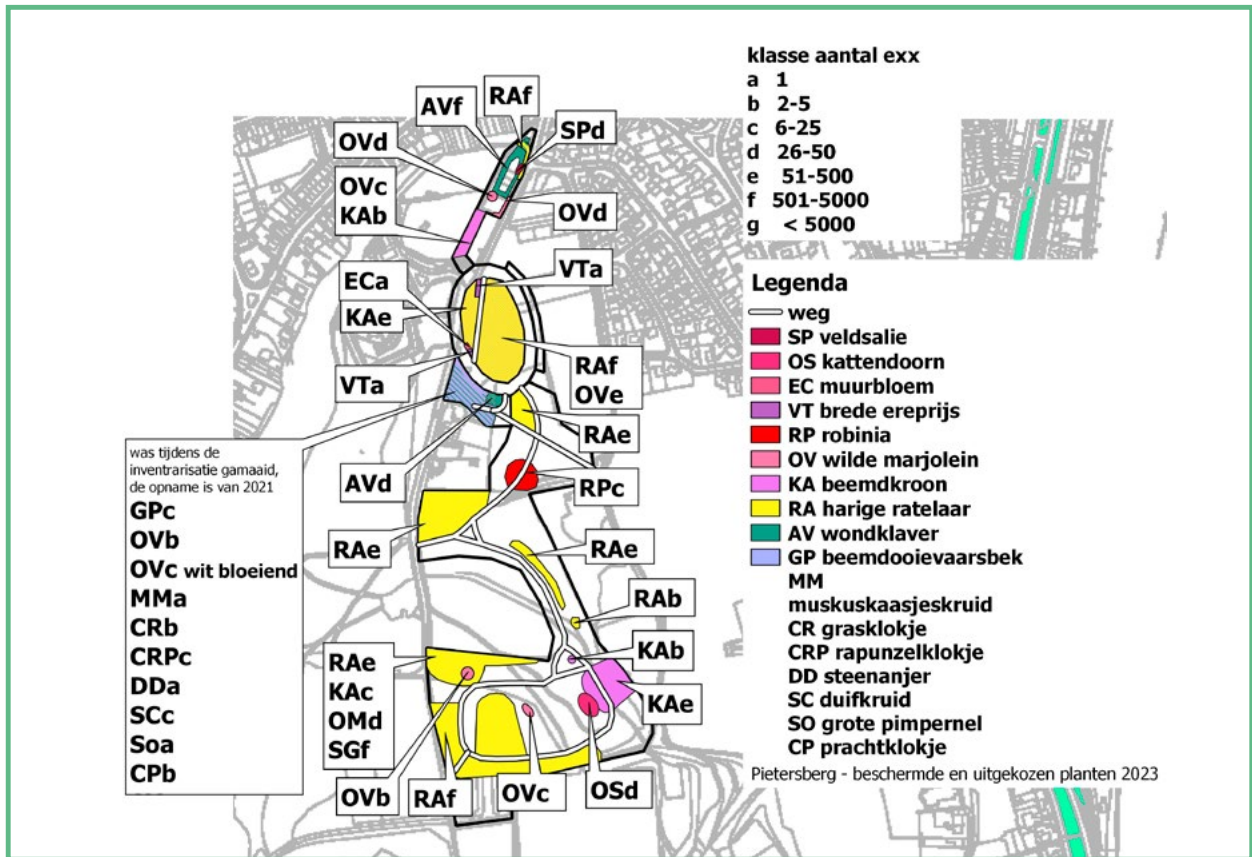 klasse aantal exx
a 1
b 2-5
c 6-25
d 26-50
e 51-500
f 501-5000
g < 5000
RAf
AVf
SPd
OVd
OVc
KAb
OVd
VTa
ECa
KAe
VTa
RAf
OVe
RAe
AVd
RPc
RAe
RAe
RAb
KAb
RAe
KAc
OMd
SGf
KAe
OVb
RAf
OVc
OSd
was tijdens de
inventrarisatie gamaaid,
de opname is van 2021
GPc
OVb
OVc wit bloeiend
MMa
CRb
CRPc
DDa
SCc
Soa
CPb
Legenda
weg
SP veldsalie
OS kattendoorn
EC muurbloem
VT brede ereprijs
RP robinia
OV wilde marjolein
KA beemdkroon
RA harige ratelaar
AV wondklaver
GP beemdooievaarsbek
MM
muskuskaasjeskruid
CR grasklokje
CRP rapunzelklokje
DD steenanjer
SC duifkruid
SO grote pimpernel
CP prachtklokje
Pietersberg - beschermde en uitgekozen planten 2023